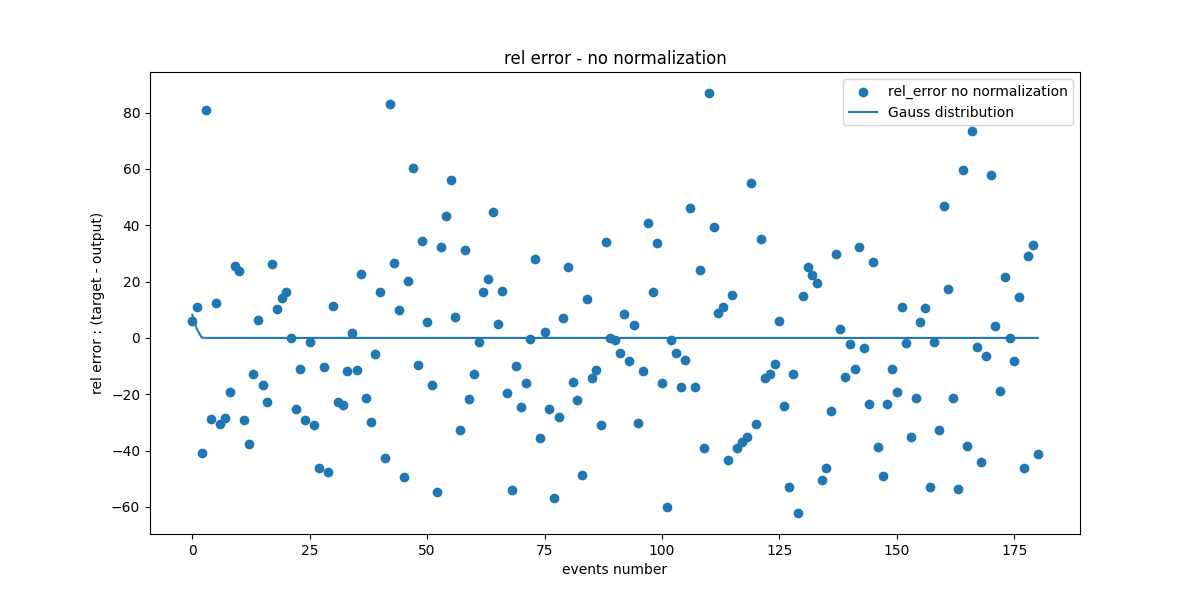 rel error - no normalization
rel_error no normalization
Gauss distribution
rel error : (target - output)
80
60
40
20
0
−20
−40
−60
0 25 50 75 100 125 150 175
events number